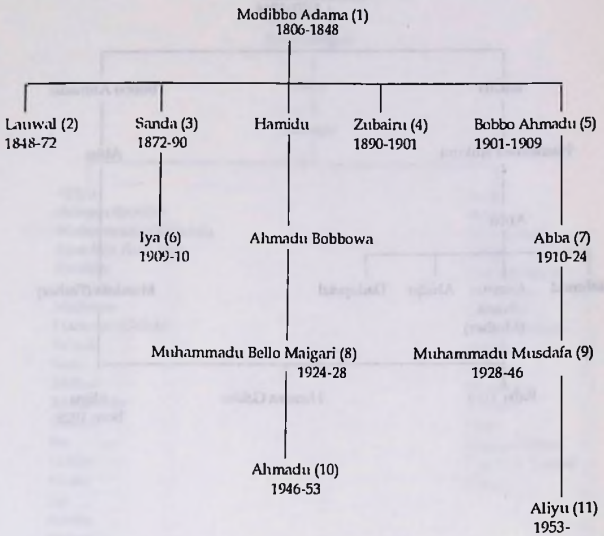 Modibbo Adama (1)
1806-1848
Lauwal (2) Sanda (3) Hamidu Zubairu (4) Bobbo Ahmadu (5)
1848-72 1872-90 1890-1901 1901-1909
Iya (6) Ahmadu Bobbowa Abba (7)
1909-10 1910-24
Muhammadu Bello Maigari (8) Muhammadu Musdafa (9)
1924-28 1928-46
Ahmadu (10)
1946-53
Aliyu (11)
1953-